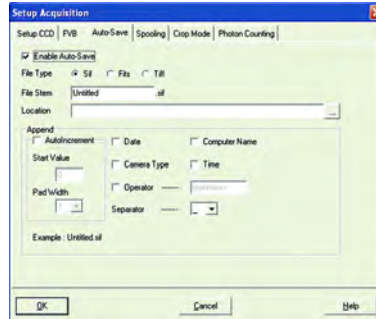 Setup Acquisition
Setup CCD FVB Auto-Save Spooling Crop Mode Photon Counting
Enable Auto-Save
File Type Sif Fits Tiff
File Stem Untitled .sif
Location ...
Append
AutoIncrement Date Computer Name
Start Value
Camera Type Time
Pad Width
Operator
Separator _
Example : Untitled.sif
OK Cancel Help